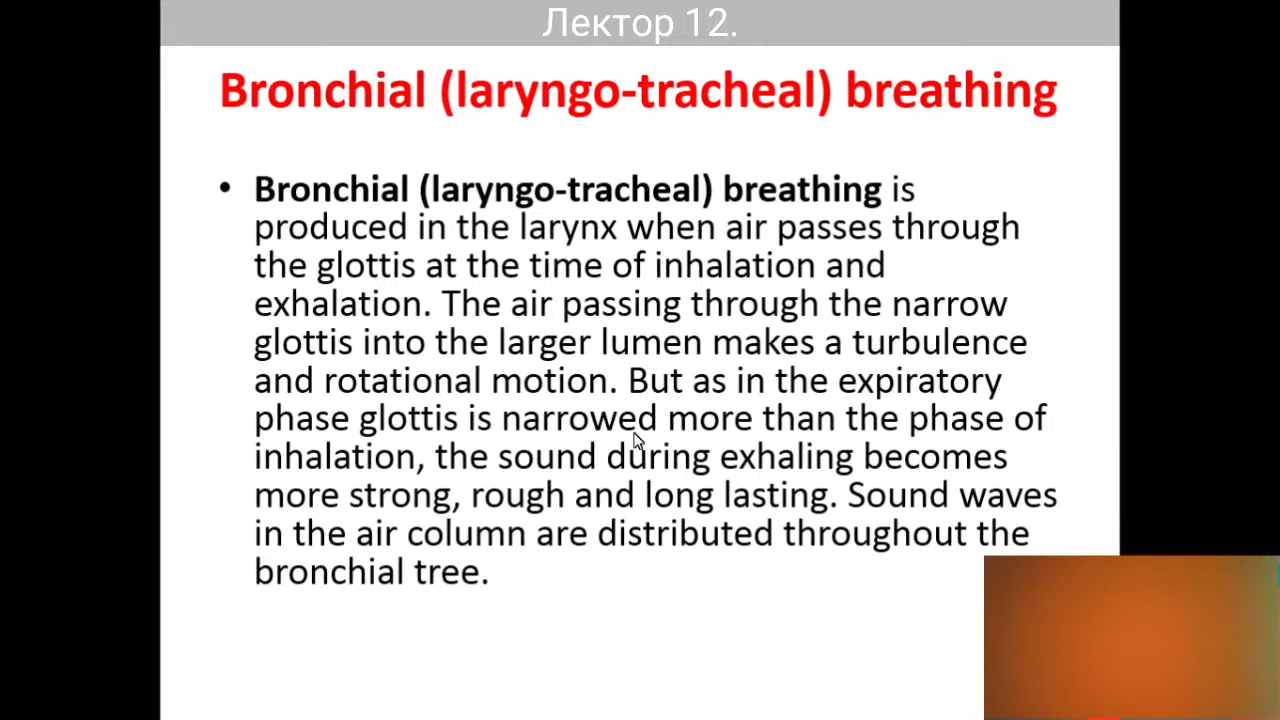 Лектор 12.
Bronchial (laryngo-tracheal) breathing
• Bronchial (laryngo-tracheal) breathing is
produced in the larynx when air passes through
the glottis at the time of inhalation and
exhalation. The air passing through the narrow
glottis into the larger lumen makes a turbulence
and rotational motion. But as in the expiratory
phase glottis is narrowed more than the phase of
inhalation, the sound during exhaling becomes
more strong, rough and long lasting. Sound waves
in the air column are distributed throughout the
bronchial tree.